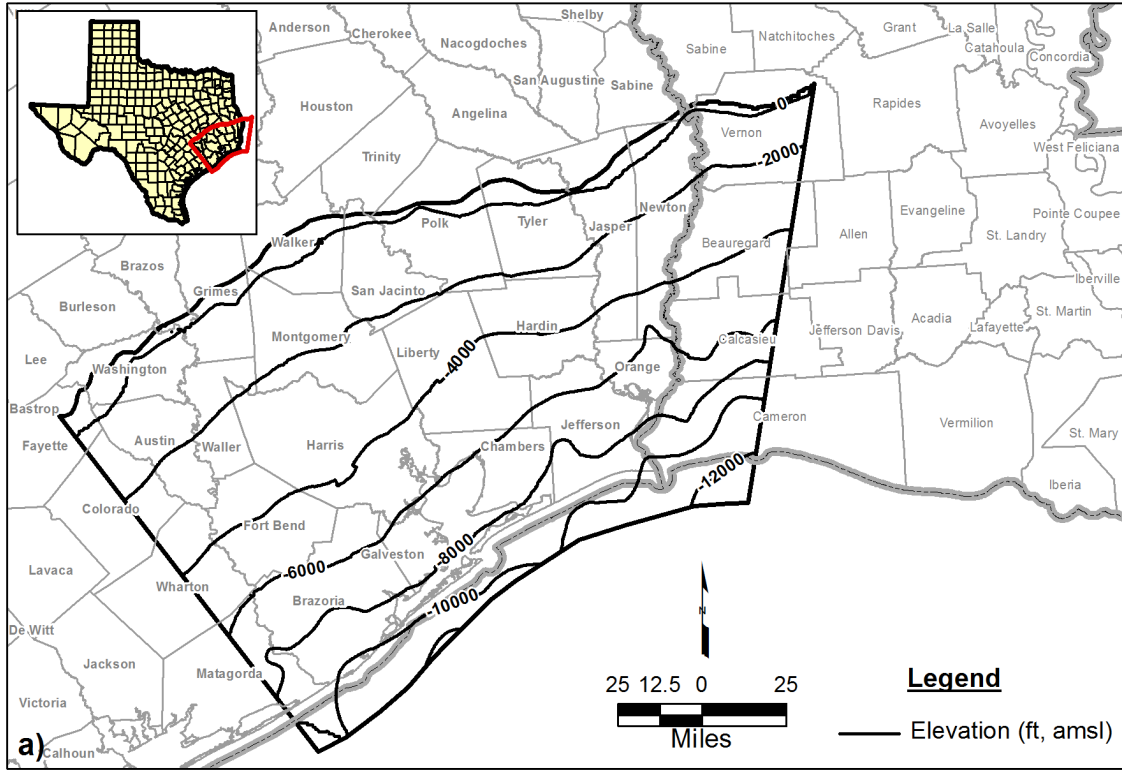 Shelby
Anderson
Cherokee
Nacogdoches
Sabine
Natchitoches
Grant
La Salle
Catahoula
Concordia
San Augustine
Sabine
Houston
Angelina
Rapides
Avoyelles
0
Vernon
West Feliciana
Trinity
-2000
Evangeline
Pointe Coupee
Polk
Tyler
Jasper
Newton
Walker
Beauregard
Allen
St. Landry
Brazos
Iberville
Grimes
San Jacinto
Burleson
St. Martin
Montgomery
Hardin
Jefferson Davis
Acadia
Lafayette
Calcasieu
Lee
Liberty
-4000
Washington
Orange
Bastrop
Cameron
Vermilion
Jefferson
St. Mary
Fayette
Austin
Waller
Harris
Chambers
-12000
Iberia
Colorado
Fort Bend
Galveston
-8000
Lavaca
-6000
Wharton
Brazoria
-10000
N
De Witt
Jackson
Matagorda
Victoria
Calhoun
a)
25 12.5 0 25
Miles
Legend
Elevation (ft, amsl)